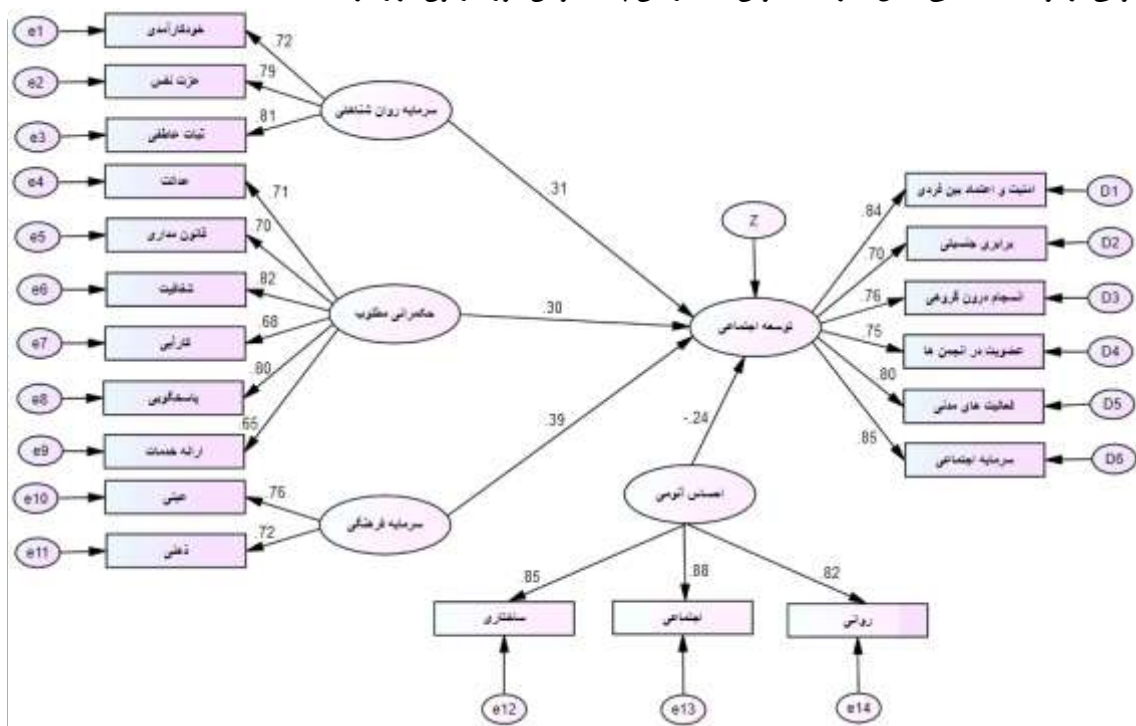 e1 خودکارآمدی .72
e2 عزت نفس .79
e3 ثبات عاطفی .81
سرمایه روان شناختی .31
e4 عدالت .71
e5 قانون مداری .70
e6 شفافیت .82
e7 کارآیی .68
e8 پاسخگویی .80
e9 ارائه خدمات .65
حکمرانی مطلوب .30
e10 عینی .76
e11 ذهنی .72
سرمایه فرهنگی .39
Z
توسعه اجتماعی
.84 امنیت و اعتماد بین فردی D1
.70 برابری جنسیتی D2
.76 انسجام درون گروهی D3
.75 عضویت در انجمن ها D4
.80 فعالیت های مدنی D5
.85 سرمایه اجتماعی D6
-.24
احساس آنومی
.85 .88 .82
ساختاری اجتماعی روانی
e12 e13 e14